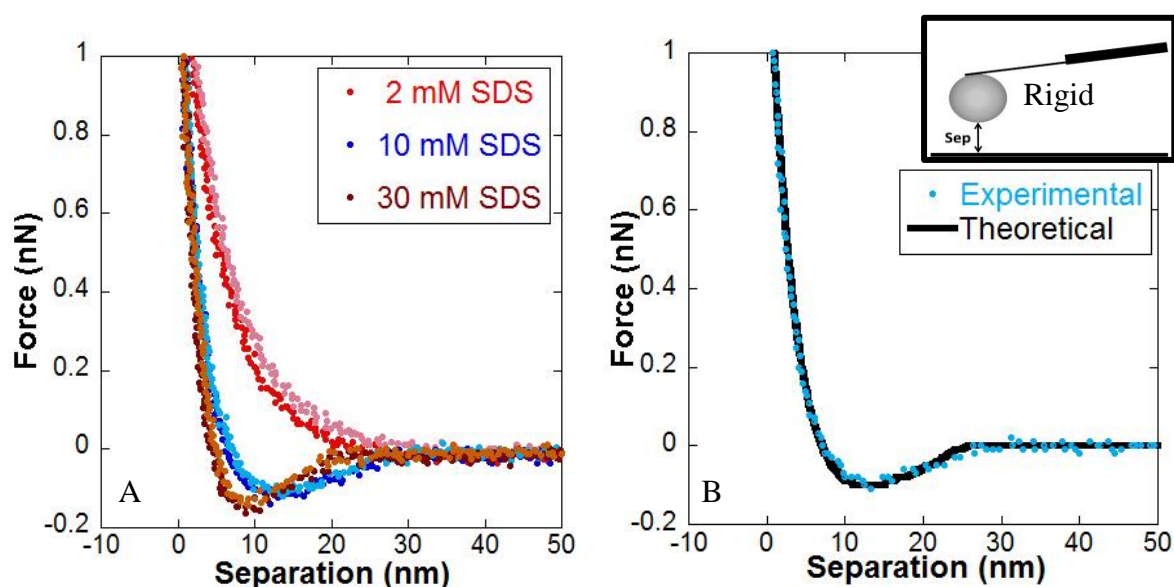 1
0.8
0.6
0.4
0.2
0
-0.2
Force (nN)
2 mM SDS
10 mM SDS
30 mM SDS
A
-10 0 10 20 30 40 50
Separation (nm)
1
0.8
0.6
0.4
0.2
0
-0.2
Force (nN)
Rigid
Sep
Experimental
Theoretical
B
-10 0 10 20 30 40 50
Separation (nm)